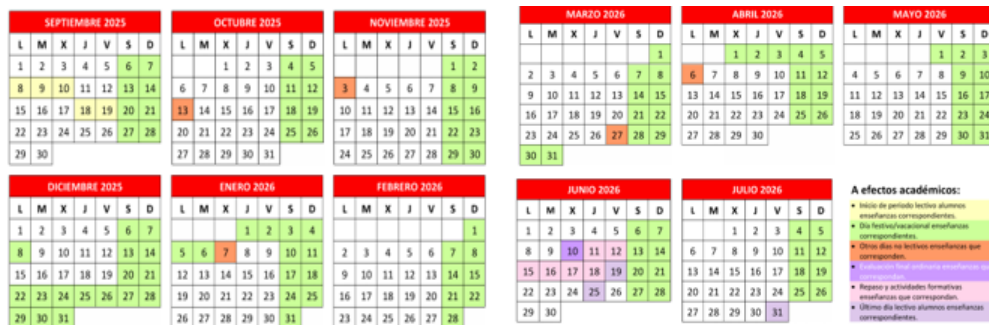 SEPTIEMBRE 2025
L M X J V S D
1 2 3 4 5 6 7
8 9 10 11 12 13 14
15 16 17 18 19 20 21
22 23 24 25 26 27 28
29 30
OCTUBRE 2025
L M X J V S D
1 2 3 4 5
6 7 8 9 10 11 12
13 14 15 16 17 18 19
20 21 22 23 24 25 26
27 28 29 30 31
NOVIEMBRE 2025
L M X J V S D
1 2
3 4 5 6 7 8 9
10 11 12 13 14 15 16
17 18 19 20 21 22 23
24 25 26 27 28 29 30
DICIEMBRE 2025
L M X J V S D
1 2 3 4 5 6 7
8 9 10 11 12 13 14
15 16 17 18 19 20 21
22 23 24 25 26 27 28
29 30 31
ENERO 2026
L M X J V S D
1 2 3 4
5 6 7 8 9 10 11
12 13 14 15 16 17 18
19 20 21 22 23 24 25
26 27 28 29 30 31
FEBRERO 2026
L M X J V S D
1
2 3 4 5 6 7 8
9 10 11 12 13 14 15
16 17 18 19 20 21 22
23 24 25 26 27 28
MARZO 2026
L M X J V S D
1
2 3 4 5 6 7 8
9 10 11 12 13 14 15
16 17 18 19 20 21 22
23 24 25 26 27 28 29
30 31
ABRIL 2026
L M X J V S D
1 2 3 4 5
6 7 8 9 10 11 12
13 14 15 16 17 18 19
20 21 22 23 24 25 26
27 28 29 30
MAYO 2026
L M X J V S D
1 2 3
4 5 6 7 8 9 10
11 12 13 14 15 16 17
18 19 20 21 22 23 24
25 26 27 28 29 30 31
JUNIO 2026
L M X J V S D
1 2 3 4 5 6 7
8 9 10 11 12 13 14
15 16 17 18 19 20 21
22 23 24 25 26 27 28
29 30
JULIO 2026
L M X J V S D
1 2 3 4 5
6 7 8 9 10 11 12
13 14 15 16 17 18 19
20 21 22 23 24 25 26
27 28 29 30 31
A efectos académicos:
• Inicio de periodo lectivo alumnos
enseñanzas correspondientes.
• Día festivo/vacacional enseñanzas
correspondientes.
• Otros días no lectivos enseñanzas que
corresponden.
• Evaluación final ordinaria enseñanzas que
correspondan.
• Repaso y actividades formativas
enseñanzas que correspondan.
• Último día lectivo alumnos enseñanzas
correspondientes.